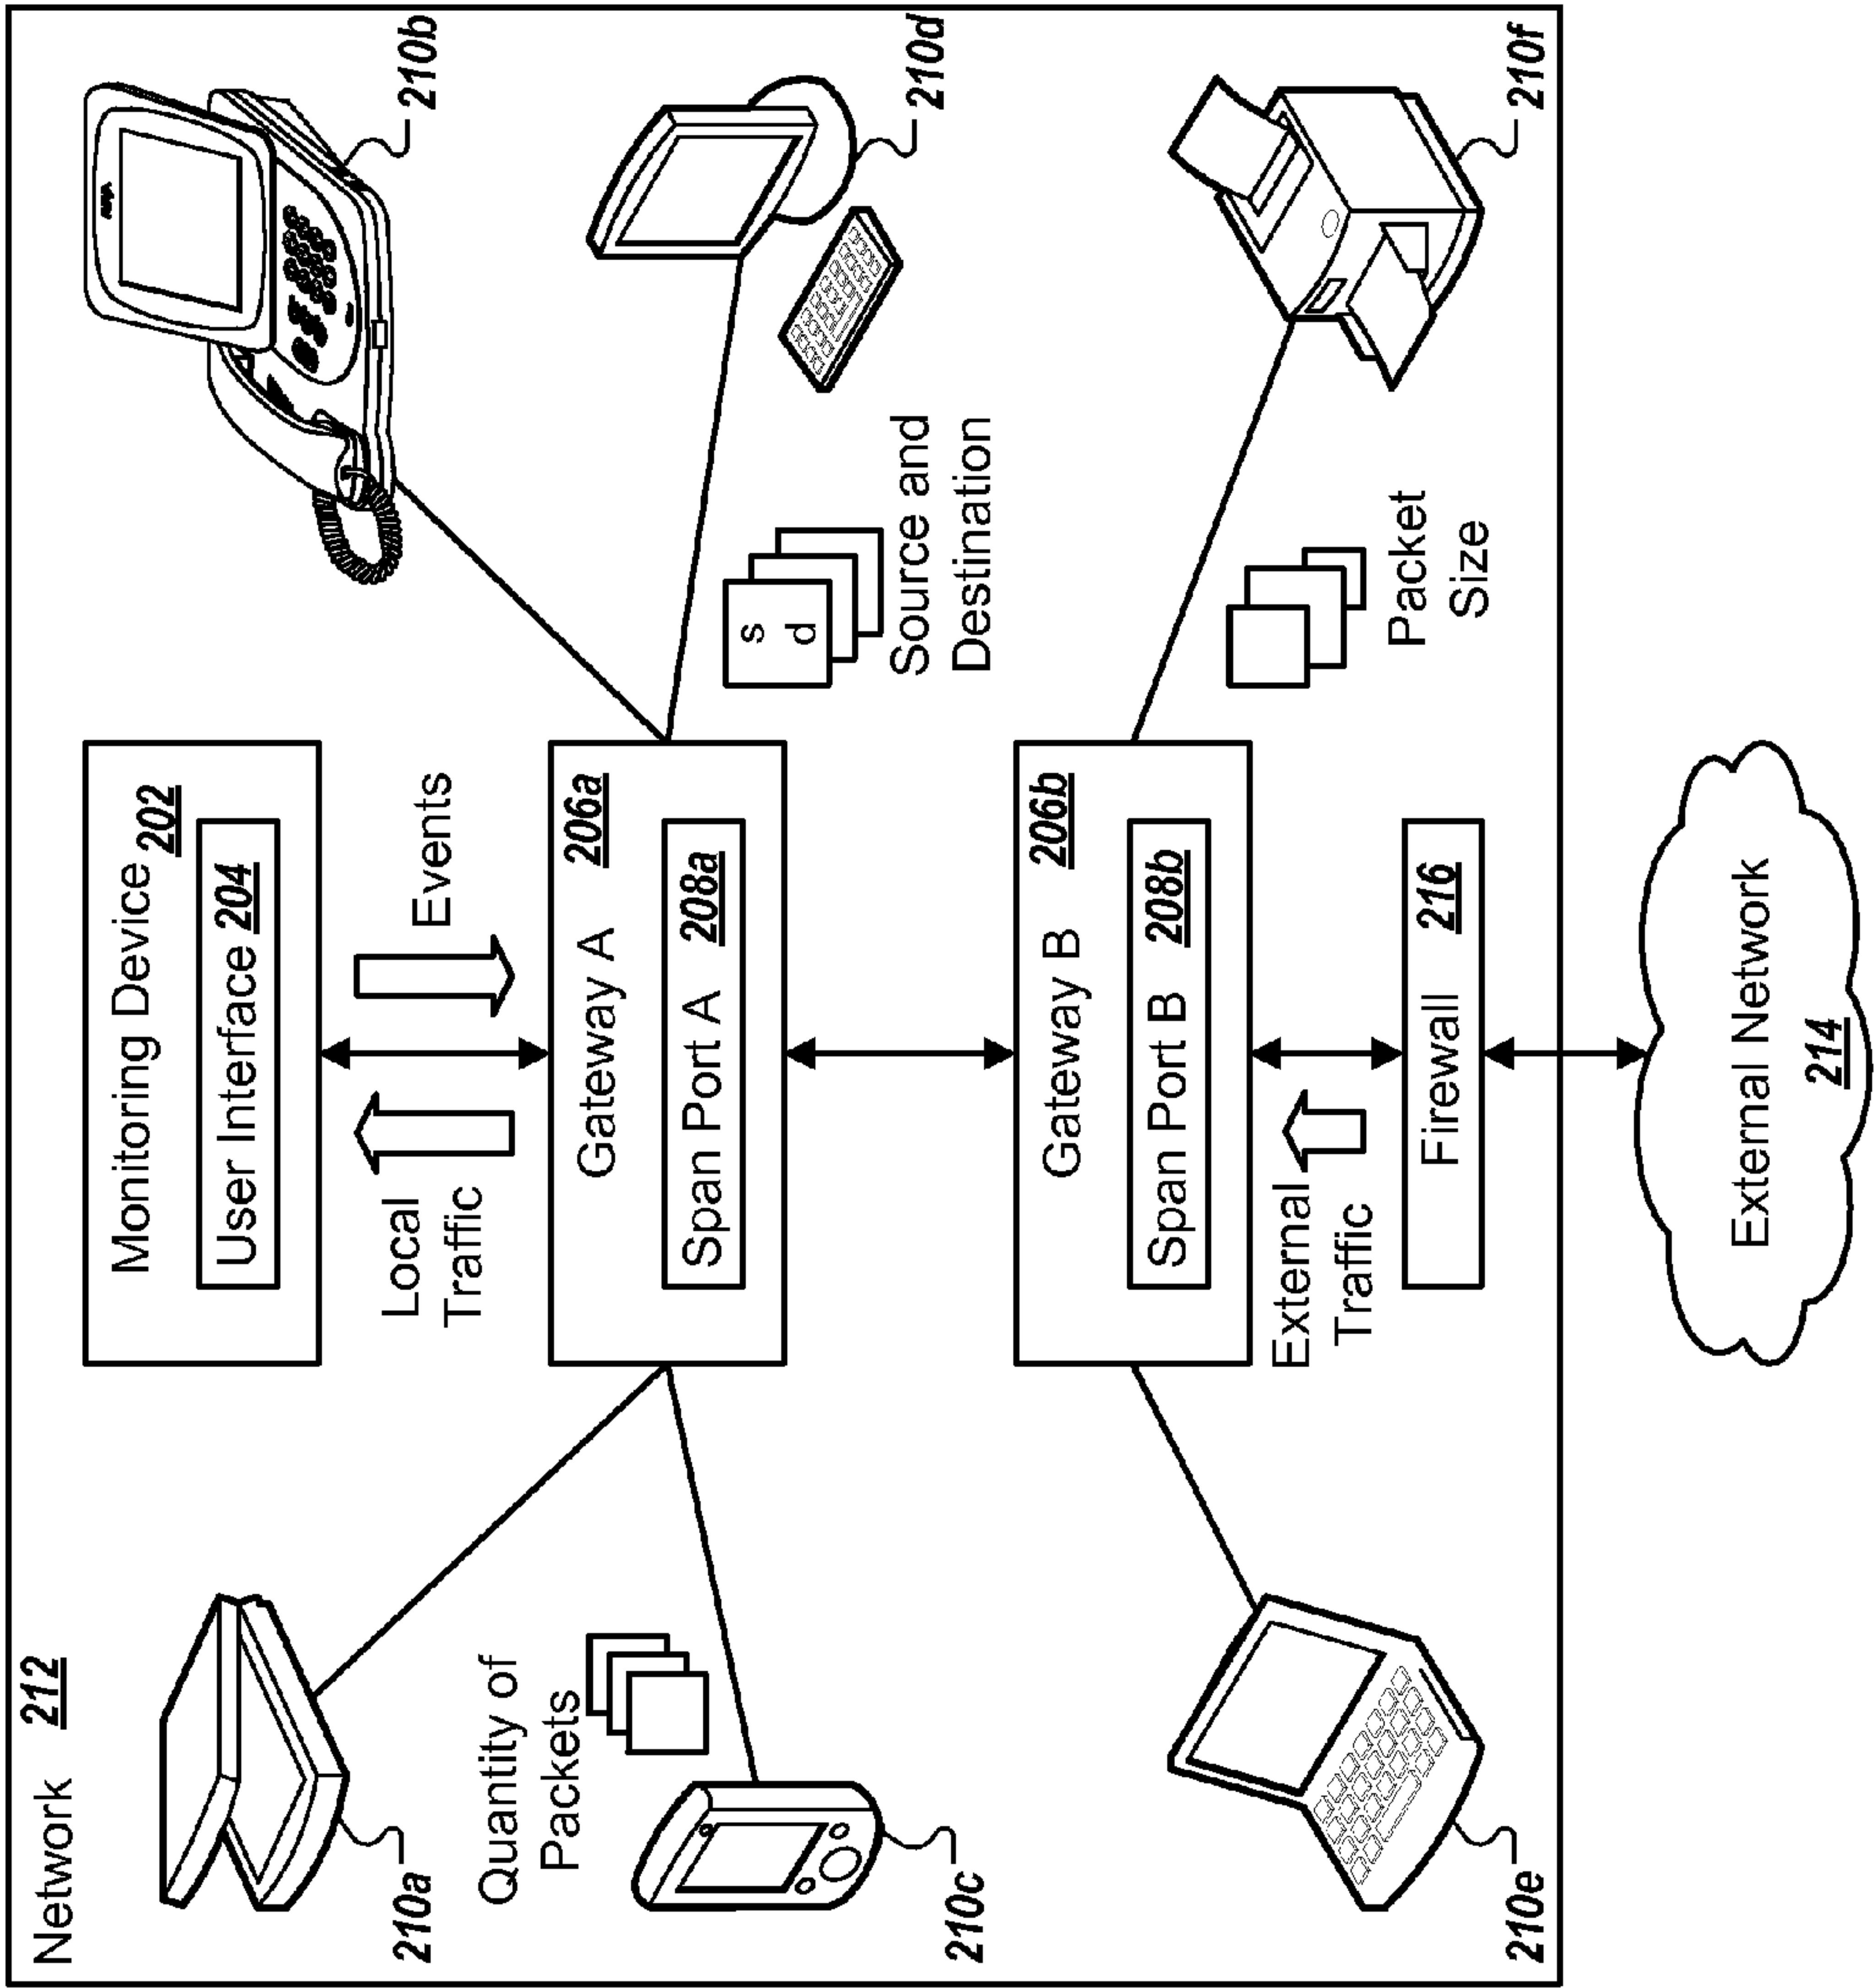 Network 212
Monitoring Device 202
User Interface 204
210a
210b
Local
Traffic
Events
Quantity of
Packets
Gateway A 206a
Span Port A 208a
Source and
Destination
s
d
210c
210d
Gateway B 206b
Span Port B 208b
External
Traffic
Packet
Size
Firewall 216
210e
210f
External Network
214